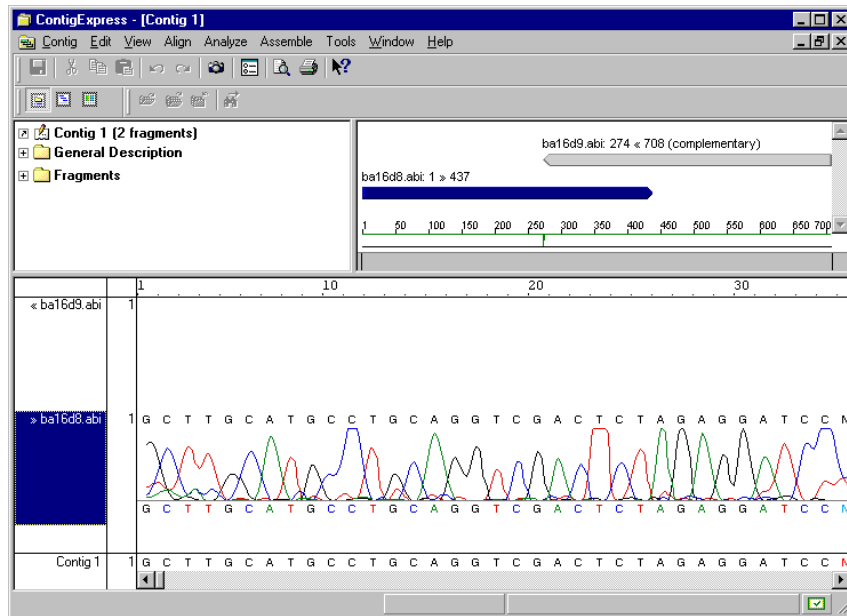 ContigExpress - [Contig 1]
Contig Edit View Align Analyze Assemble Tools Window Help
Contig 1 (2 fragments)
General Description
Fragments
ba16d9.abi: 274 « 708 (complementary)
ba16d8.abi: 1 » 437
1 50 100 150 200 250 300 350 400 450 500 550 600 650 700
1 10 20 30
« ba16d9.abi 1
» ba16d8.abi 1 G C T T G C A T G C C T G C A G G T C G A C T C T A G A G G A T C C N
G C T T G C A T G C C T G C A G G T C G A C T C T A G A G G A T C C N
Contig 1 1 G C T T G C A T G C C T G C A G G T C G A C T C T A G A G G A T C C N